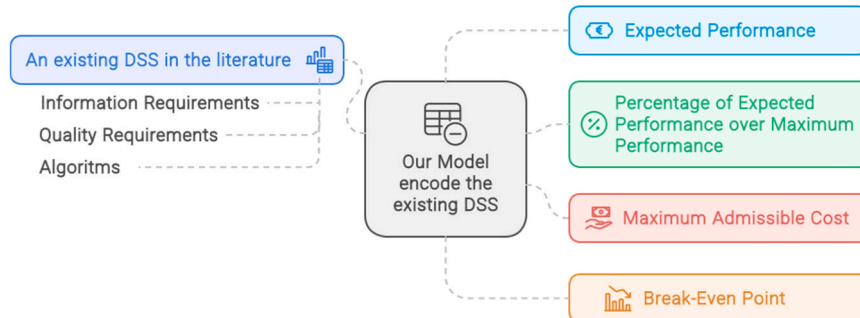 An existing DSS in the literature
Information Requirements
Quality Requirements
Algoritms
Our Model
encode the
existing DSS
Expected Performance
Percentage of Expected
Performance over Maximum
Performance
Maximum Admissible Cost
Break-Even Point